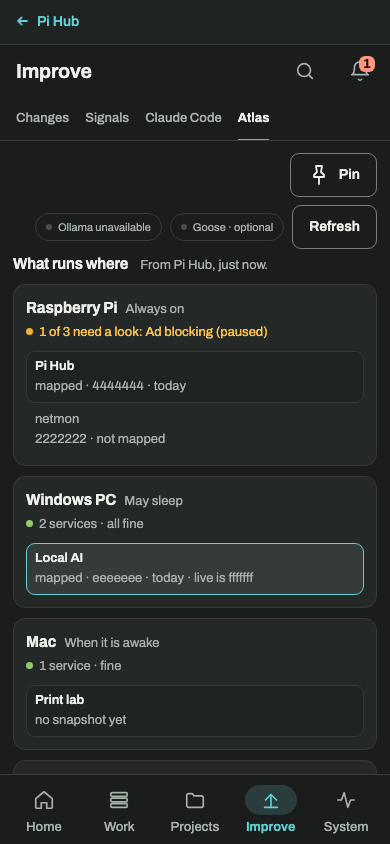 ← Pi Hub
Improve
1
Changes Signals Claude Code Atlas
Pin
Ollama unavailable Goose · optional Refresh
What runs where From Pi Hub, just now.
Raspberry Pi Always on
1 of 3 need a look: Ad blocking (paused)
Pi Hub
mapped · 4444444 · today
netmon
2222222 · not mapped
Windows PC May sleep
2 services · all fine
Local AI
mapped · eeeeeee · today · live is fffffff
Mac When it is awake
1 service · fine
Print lab
no snapshot yet
Home Work Projects Improve System